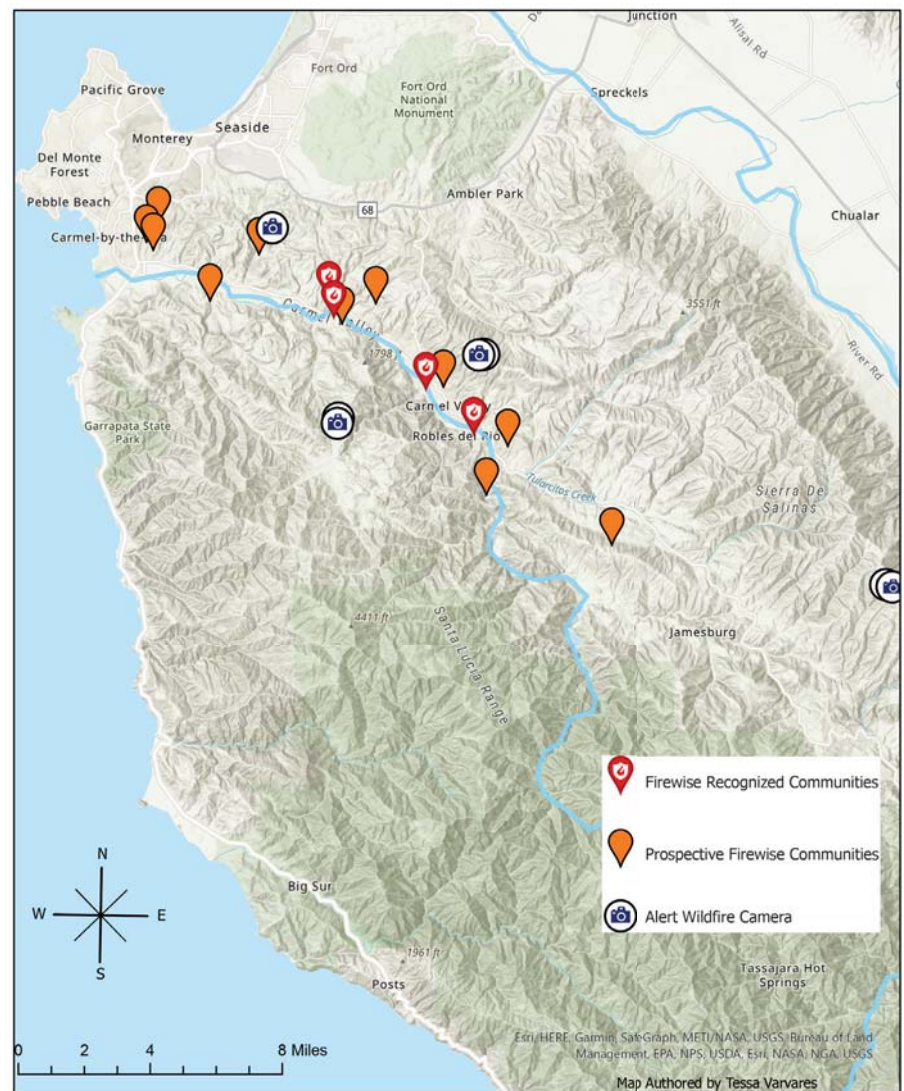 Junction
Alisal Rd
Fort Ord
Pacific Grove
Fort Ord
National
Monument
Spreckels
Seaside
Monterey
Del Monte
Forest
Ambler Park
Pebble Beach
68
Chualar
Carmel-by-the
Carmel Valley
3551 ft
River Rd
1798
Carmel Valley
Garrapata State
Park
Robles del Rio
Tularcitos Creek
Sierra De
Salinas
4411 ft
Santa Lucia Range
Jamesburg
Firewise Recognized Communities
Prospective Firewise Communities
Alert Wildfire Camera
N
W
E
S
Big Sur
1961 ft
Posts
Tassajara Hot
Springs
Esri, HERE, Garmin, SafeGraph, METI/NASA, USGS, Bureau of Land
Management, EPA, NPS, USDA, Esri, NASA, NGA, USGS
0 2 4 8 Miles
Map Authored by Tessa Varvares